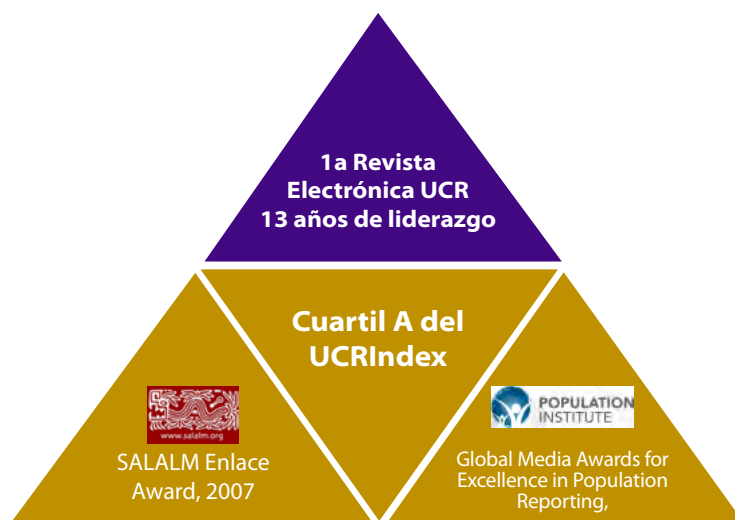 1a Revista
Electrónica UCR
13 años de liderazgo
Cuartil A del
UCRIndex
www.salalm.org
SALALM Enlace
Award, 2007
POPULATION
INSTITUTE
Global Media Awards for
Excellence in Population
Reporting,